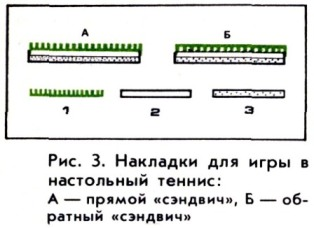 А Б
1 2 3
Рис. 3. Накладки для игры в
настольный теннис:
А — прямой «сэндвич», Б — об-
ратный «сэндвич»